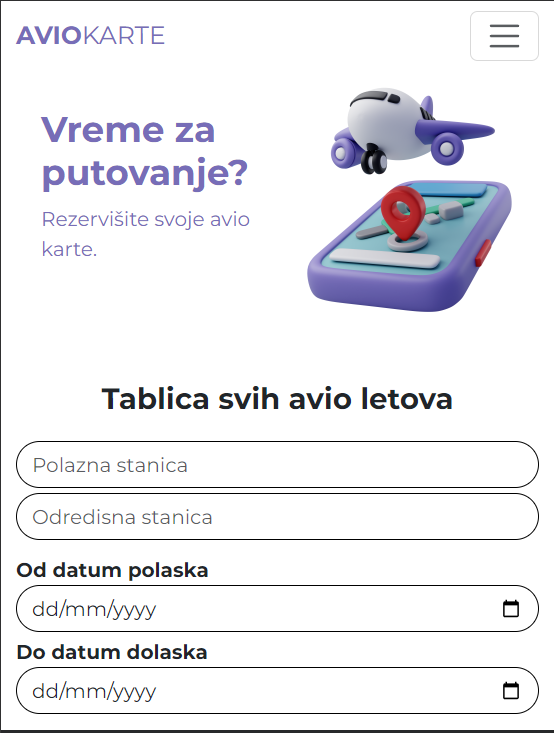 AVIOKARTE
Vreme za
putovanje?
Rezervišite svoje avio
karte.
Tablica svih avio letova
Polazna stanica
Odredisna stanica
Od datum polaska
dd/mm/yyyy
Do datum dolaska
dd/mm/yyyy